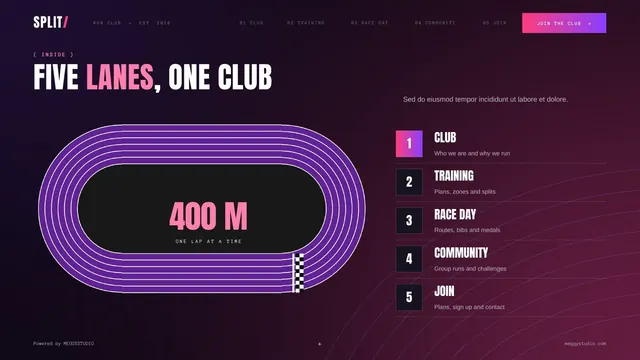 SPLIT/
RUN CLUB — EST. 2018
01 CLUB
02 TRAINING
03 RACE DAY
04 COMMUNITY
05 JOIN
JOIN THE CLUB
( INSIDE )
FIVE LANES, ONE CLUB
Sed do eiusmod tempor incididunt ut labore et dolore.
400 M
ONE LAP AT A TIME
1
CLUB
Who we are and why we run
2
TRAINING
Plans, zones and splits
3
RACE DAY
Routes, bibs and medals
4
COMMUNITY
Group runs and challenges
5
JOIN
Plans, sign up and contact
Powered by MEGGYSTUDIO
meggystudio.com